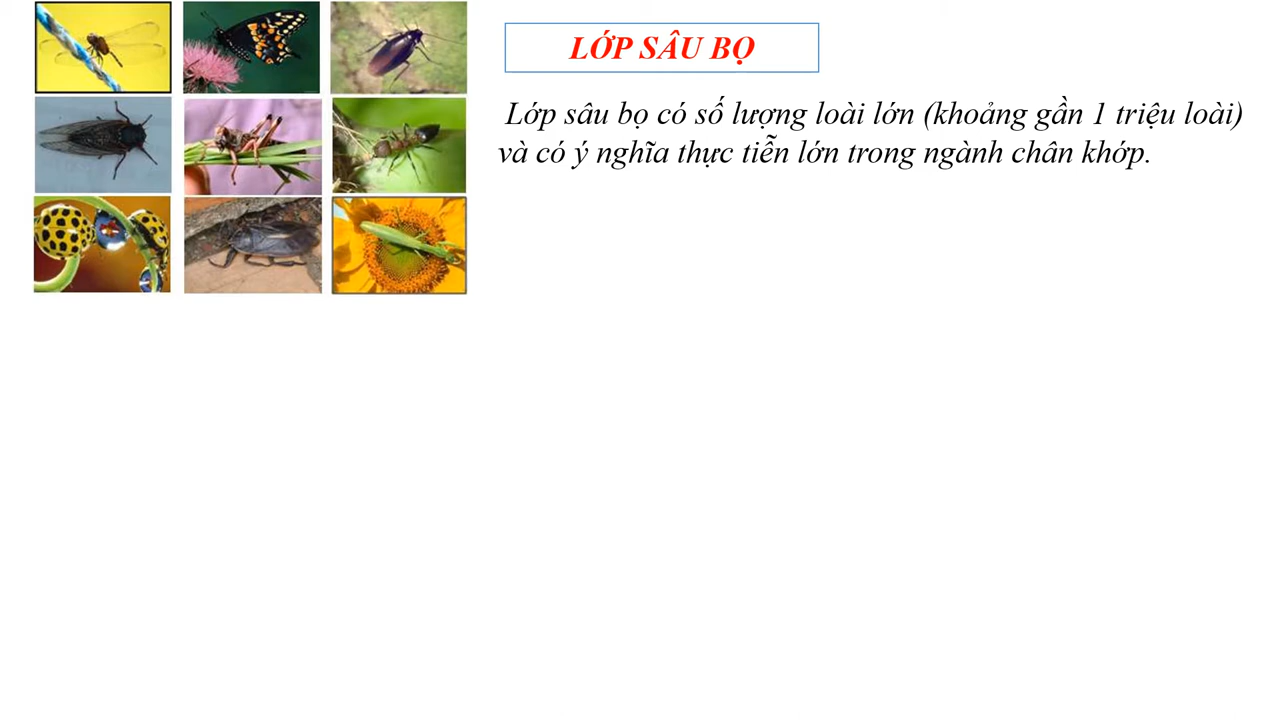 LỚP SÂU BỌ
Lớp sâu bọ có số lượng loài lớn (khoảng gần 1 triệu loài)
và có ý nghĩa thực tiễn lớn trong ngành chân khớp.